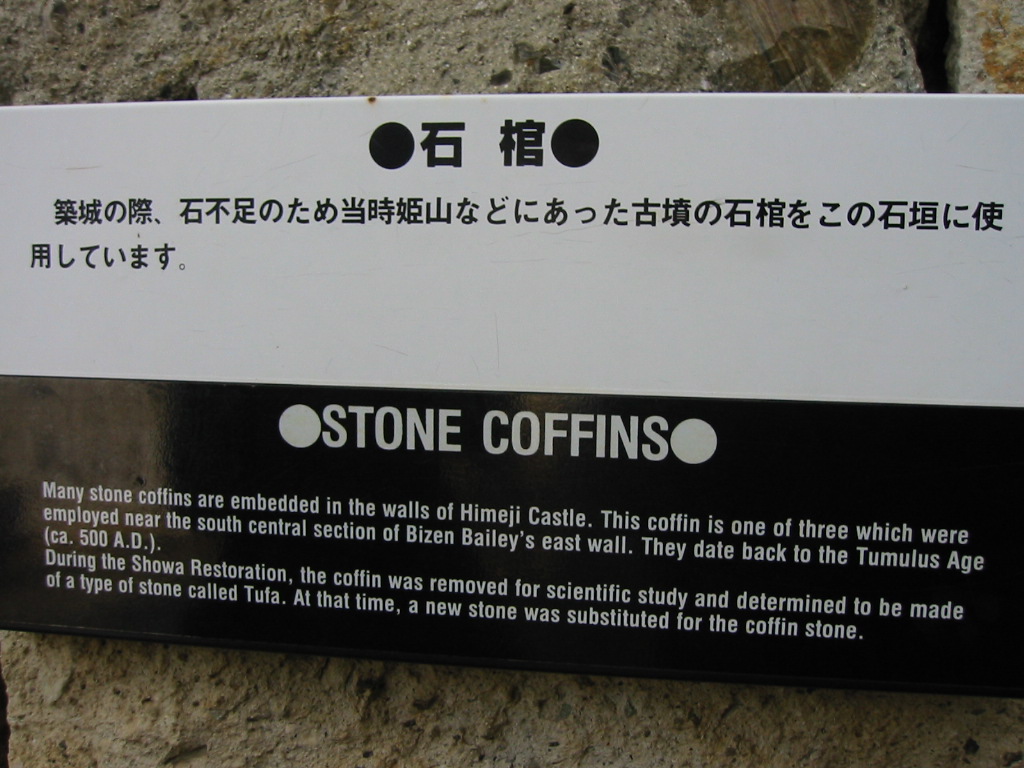 ●石 棺●
築城の際、石不足のため当時姫山などにあった古墳の石棺をこの石垣に使
用しています。
●STONE COFFINS●
Many stone coffins are embedded in the walls of Himeji Castle. This coffin is one of three which were
employed near the south central section of Bizen Bailey's east wall. They date back to the Tumulus Age
(ca. 500 A.D.).
During the Showa Restoration, the coffin was removed for scientific study and determined to be made
of a type of stone called Tufa. At that time, a new stone was substituted for the coffin stone.